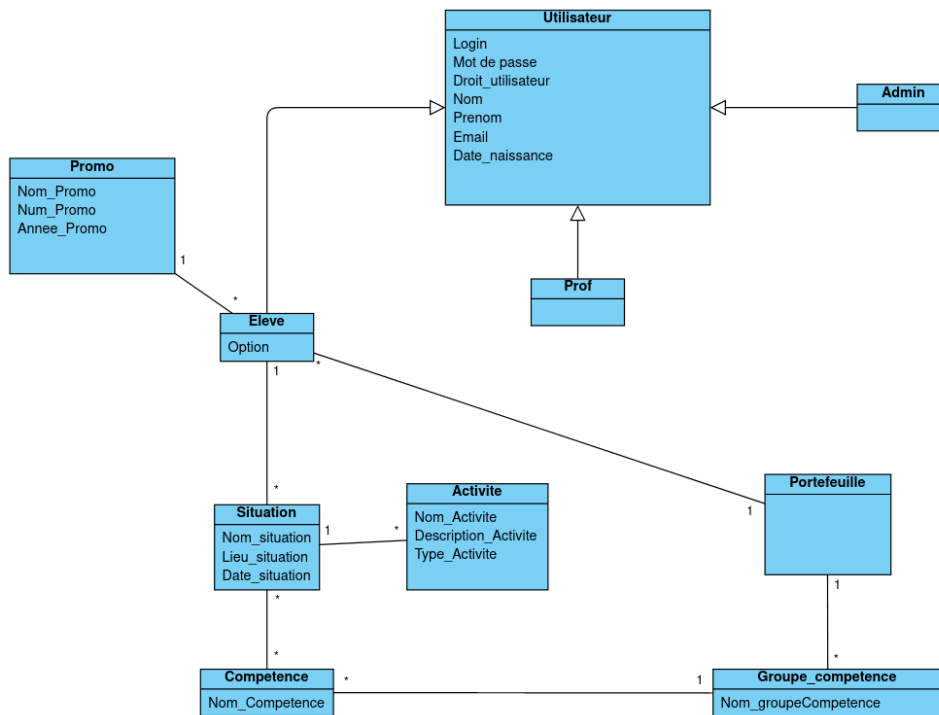 Utilisateur
Login
Mot de passe
Droit_utilisateur
Nom
Prenom
Email
Date_naissance
Admin
Promo
Nom_Promo
Num_Promo
Annee_Promo
1
*
Prof
Eleve
Option
1
*
*
1
Situation
Nom_situation
Lieu_situation
Date_situation
1
*
Activite
Nom_Activite
Description_Activite
Type_Activite
Portefeuille
1
*
*
*
Competence
Nom_Competence
*
1
Groupe_competence
Nom_groupeCompetence